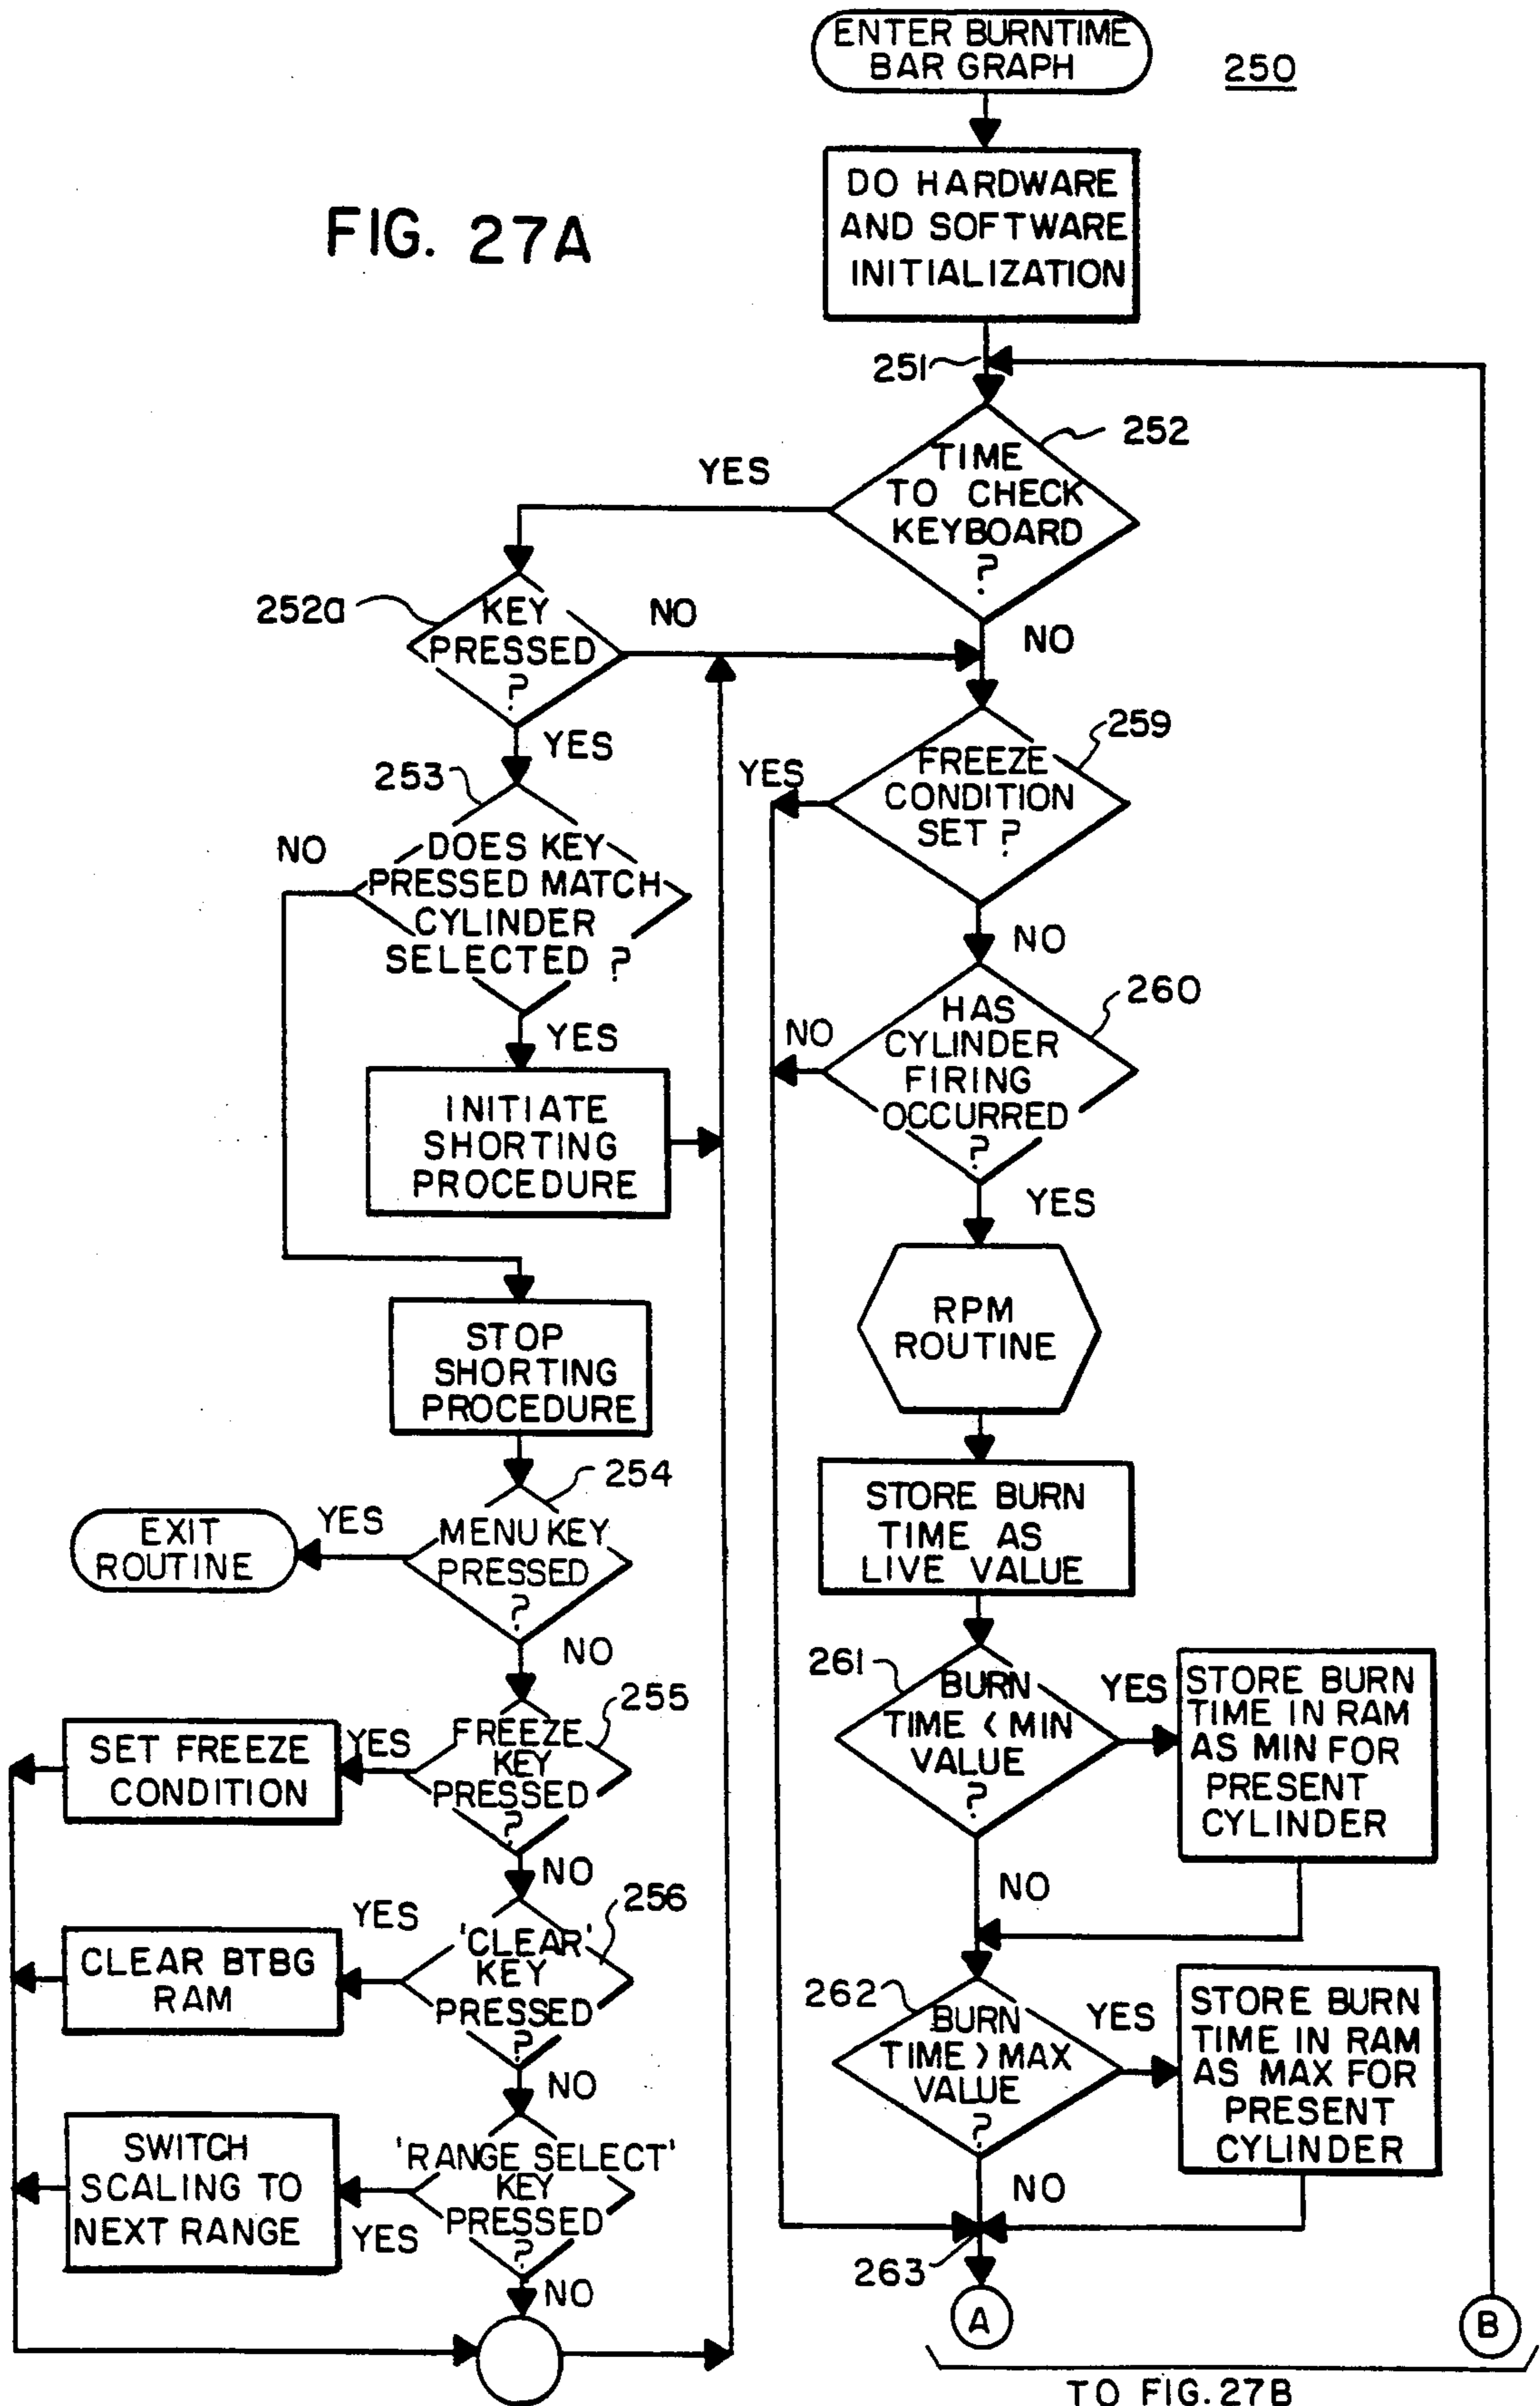 ENTER BURNTIME
BAR GRAPH
250
DO HARDWARE
AND SOFTWARE
INITIALIZATION
FIG. 27A
251
252
TIME
TO CHECK
KEYBOARD
?
YES
NO
252a
KEY
PRESSED
?
NO
YES
253
DOES KEY
PRESSED MATCH
CYLINDER
SELECTED ?
NO
YES
INITIATE
SHORTING
PROCEDURE
STOP
SHORTING
PROCEDURE
254
MENU KEY
PRESSED
?
YES
EXIT
ROUTINE
NO
255
FREEZE
KEY
PRESSED
?
YES
SET FREEZE
CONDITION
NO
256
'CLEAR'
KEY
PRESSED
?
YES
CLEAR BTBG
RAM
NO
'RANGE SELECT'
KEY
PRESSED
?
YES
SWITCH
SCALING TO
NEXT RANGE
NO
259
FREEZE
CONDITION
SET ?
YES
NO
260
HAS
CYLINDER
FIRING
OCCURRED
?
NO
YES
RPM
ROUTINE
STORE BURN
TIME AS
LIVE VALUE
261
BURN
TIME < MIN
VALUE
?
YES
STORE BURN
TIME IN RAM
AS MIN FOR
PRESENT
CYLINDER
NO
262
BURN
TIME > MAX
VALUE
?
YES
STORE BURN
TIME IN RAM
AS MAX FOR
PRESENT
CYLINDER
NO
263
A
B
TO FIG. 27B